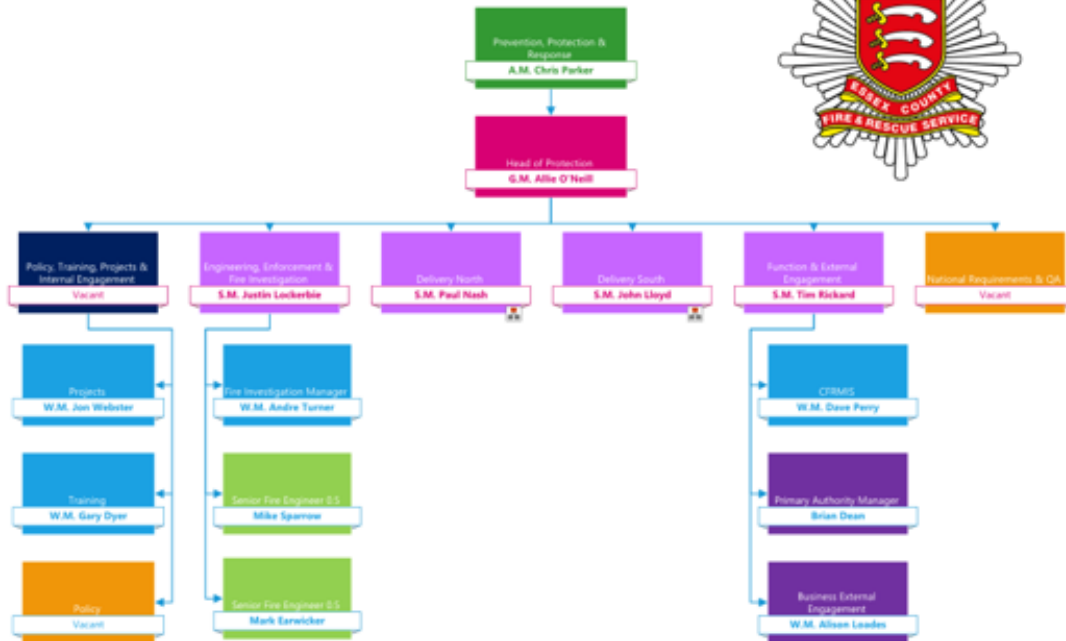 Prevention, Protection &
Response
A.M. Chris Parker
ESSEX COUNTY
FIRE & RESCUE SERVICE
Head of Protection
G.M. Allie O'Neill
Policy, Training, Projects &
Internal Engagement
Vacant
Engineering, Enforcement &
Fire Investigation
S.M. Justin Lockerbie
Delivery North
S.M. Paul Nash
Delivery South
S.M. John Lloyd
Function & External
Engagement
S.M. Tim Rickard
National Requirements & QA
Vacant
Projects
W.M. Jon Webster
Fire Investigation Manager
W.M. Andre Turner
CFRMIS
W.M. Dave Perry
Training
W.M. Gary Dyer
Senior Fire Engineer 0.5
Mike Sparrow
Primary Authority Manager
Brian Dean
Policy
Vacant
Senior Fire Engineer 0.5
Mark Earwicker
Business External
Engagement
W.M. Alison Loades